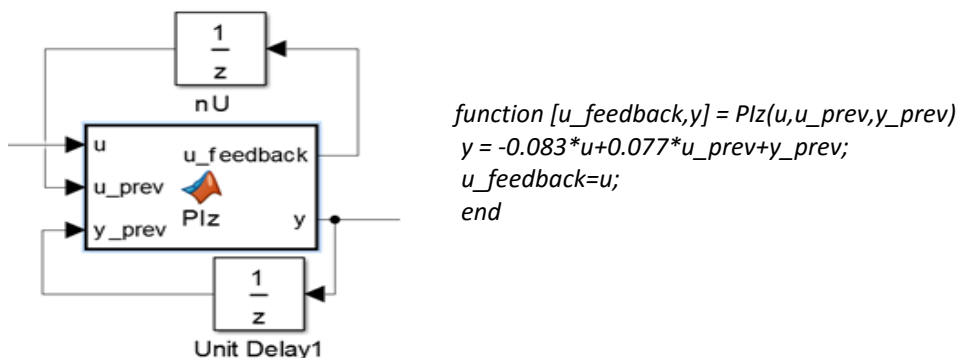 1
z
nU
u
u_feedback
u_prev
PIz
y_prev
y
1
z
Unit Delay1
function [u_feedback,y] = PIz(u,u_prev,y_prev)
y = -0.083*u+0.077*u_prev+y_prev;
u_feedback=u;
end